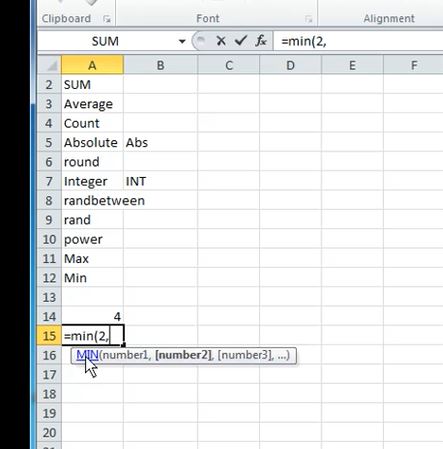 Clipboard Font Alignment
SUM fx =min(2,
A B C D E F
2 SUM
3 Average
4 Count
5 Absolute Abs
6 round
7 Integer INT
8 randbetween
9 rand
10 power
11 Max
12 Min
13
14 4
15 =min(2,
16 MIN(number1, [number2], [number3], ...)
17
18
19
20